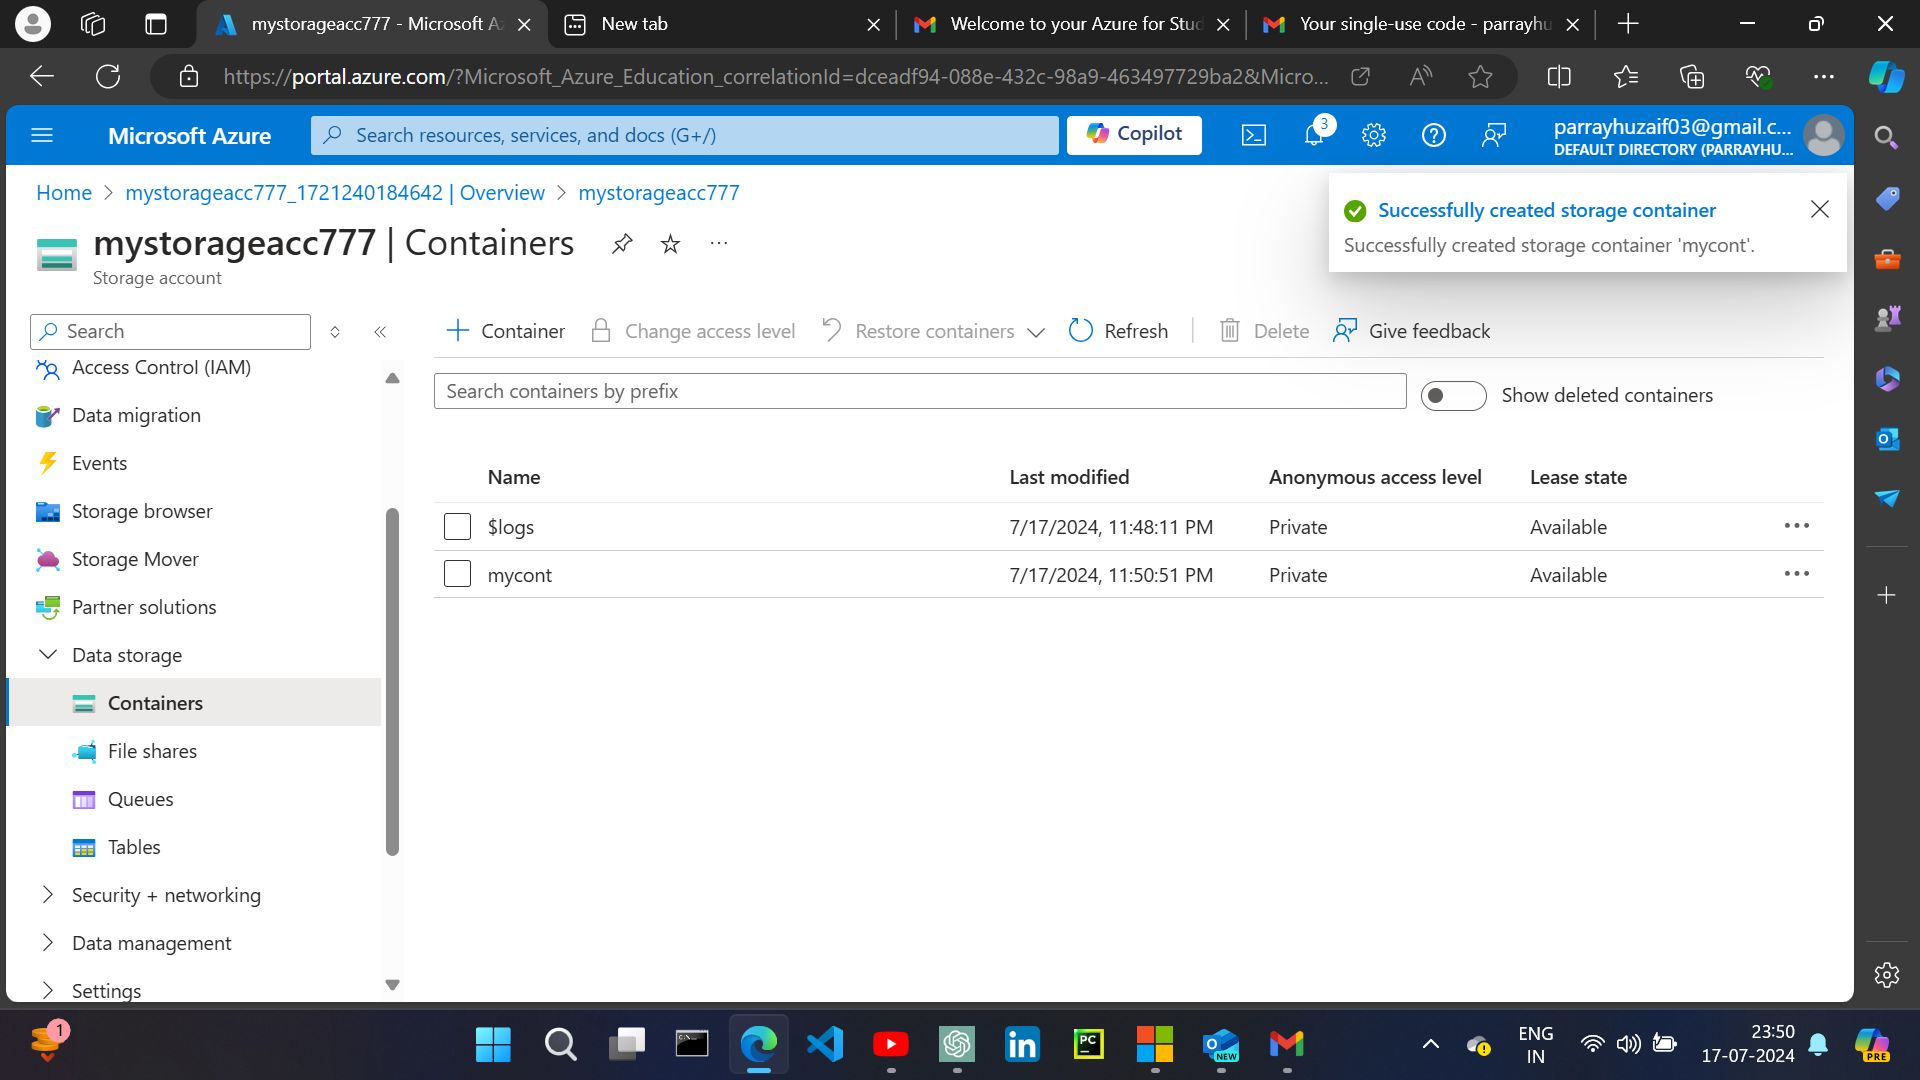 mystorageacc777 - Microsoft Az
New tab
Welcome to your Azure for Stud
Your single-use code - parrayhu
https://portal.azure.com/?Microsoft_Azure_Education_correlationId=dceadf94-088e-432c-98a9-463497729ba2&Micro...
Microsoft Azure
Search resources, services, and docs (G+/)
Copilot
3
parrayhuzaif03@gmail.c...
DEFAULT DIRECTORY (PARRAYHU...
Home > mystorageacc777_1721240184642 | Overview > mystorageacc777
Successfully created storage container
Successfully created storage container 'mycont'.
mystorageacc777 | Containers
Storage account
Search
Container
Change access level
Restore containers
Refresh
Delete
Give feedback
Search containers by prefix
Show deleted containers
Access Control (IAM)
Data migration
Events
Storage browser
Storage Mover
Partner solutions
Data storage
Containers
File shares
Queues
Tables
Security + networking
Data management
Settings
Name Last modified Anonymous access level Lease state
$logs 7/17/2024, 11:48:11 PM Private Available
mycont 7/17/2024, 11:50:51 PM Private Available
1
PC
NEW
ENG
IN
23:50
17-07-2024
PRE